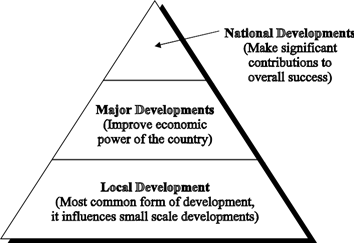 National Developments
(Make significant
contributions to
overall success)
Major Developments
(Improve economic
power of the country)
Local Development
(Most common form of development,
it influences small scale developments)